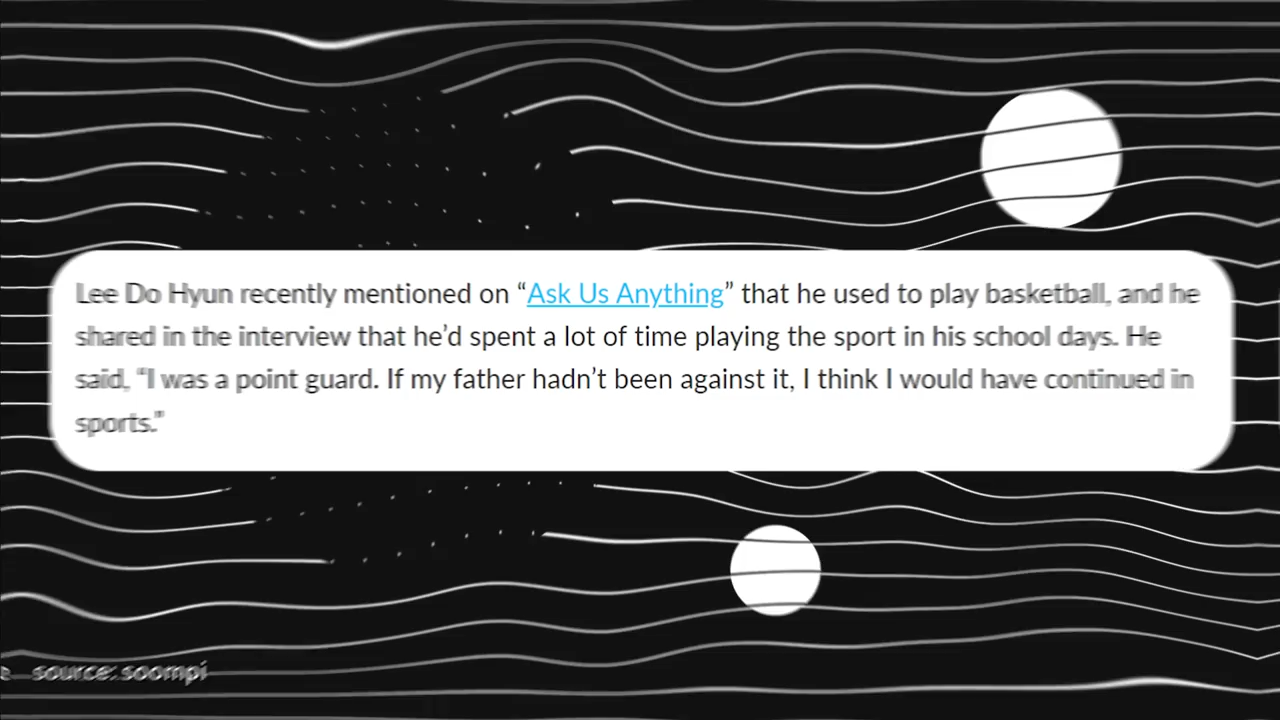 Lee Do Hyun recently mentioned on “Ask Us Anything” that he used to play basketball, and he
shared in the interview that he’d spent a lot of time playing the sport in his school days. He
said, “I was a point guard. If my father hadn’t been against it, I think I would have continued in
sports.”
source: soompi